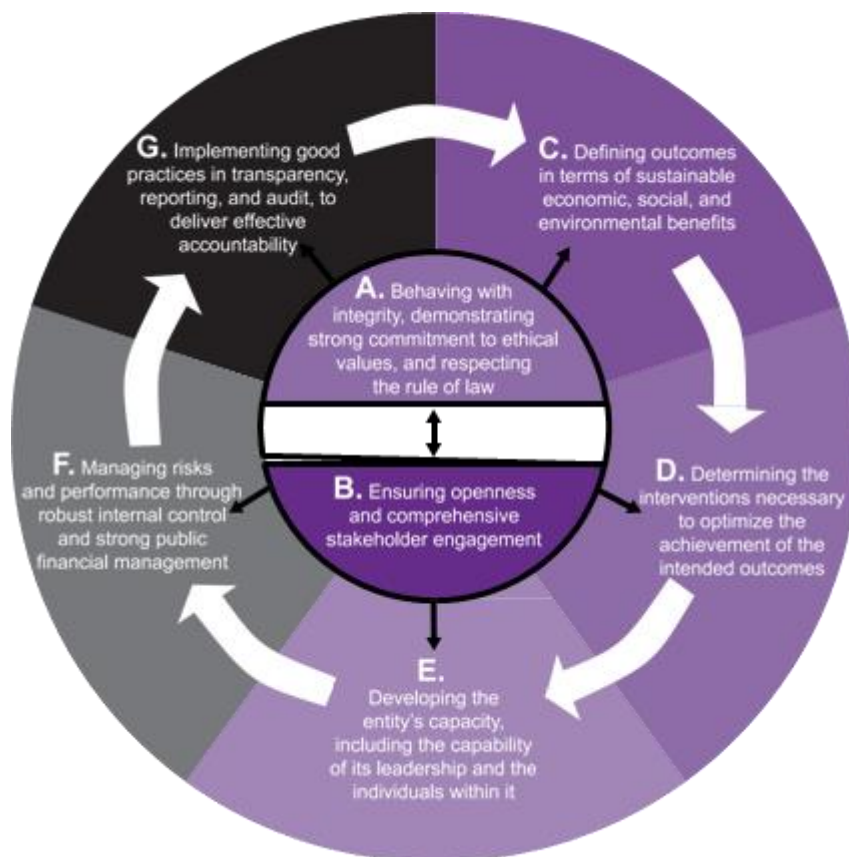 G. Implementing good
practices in transparency,
reporting, and audit, to
deliver effective
accountability
C. Defining outcomes
in terms of sustainable
economic, social, and
environmental benefits
A. Behaving with
integrity, demonstrating
strong commitment to ethical
values, and respecting
the rule of law
B. Ensuring openness
and comprehensive
stakeholder engagement
D. Determining the
interventions necessary
to optimize the
achievement of the
intended outcomes
E.
Developing the
entity's capacity,
including the capability
of its leadership and the
individuals within it
F. Managing risks
and performance through
robust internal control
and strong public
financial management